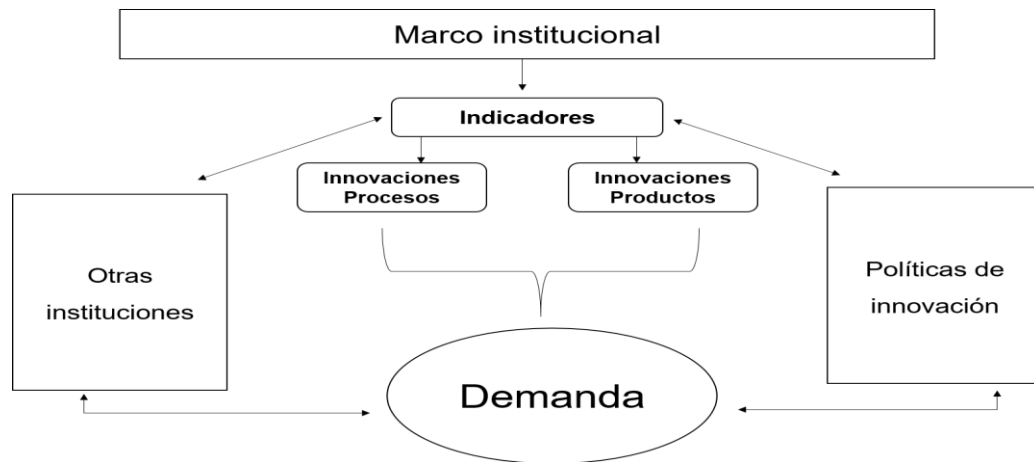 Marco institucional
Indicadores
Innovaciones
Procesos
Innovaciones
Productos
Otras
instituciones
Políticas de
innovación
Demanda